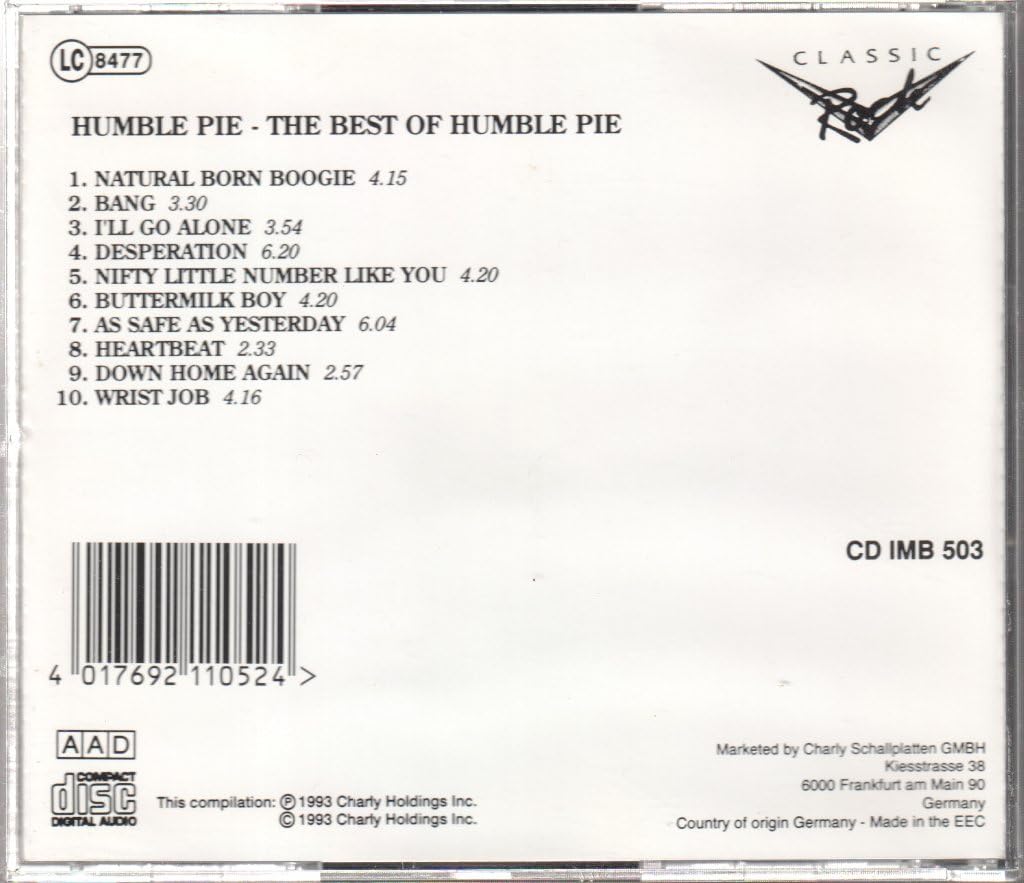 LC 8477
CLASSIC
Rock
HUMBLE PIE - THE BEST OF HUMBLE PIE
1. NATURAL BORN BOOGIE 4.15
2. BANG 3.30
3. I'LL GO ALONE 3.54
4. DESPERATION 6.20
5. NIFTY LITTLE NUMBER LIKE YOU 4.20
6. BUTTERMILK BOY 4.20
7. AS SAFE AS YESTERDAY 6.04
8. HEARTBEAT 2.33
9. DOWN HOME AGAIN 2.57
10. WRIST JOB 4.16
CD IMB 503
4 017692 110524 >
AAD
COMPACT
disc
DIGITAL AUDIO
This compilation: ℗ 1993 Charly Holdings Inc.
© 1993 Charly Holdings Inc.
Marketed by Charly Schallplatten GMBH
Kiesstrasse 38
6000 Frankfurt am Main 90
Germany
Country of origin Germany - Made in the EEC